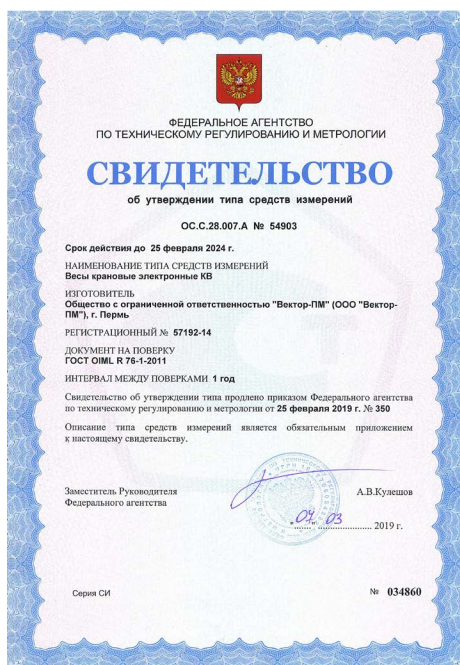 ФЕДЕРАЛЬНОЕ АГЕНТСТВО
ПО ТЕХНИЧЕСКОМУ РЕГУЛИРОВАНИЮ И МЕТРОЛОГИИ
СВИДЕТЕЛЬСТВО
об утверждении типа средств измерений
ОС.С.28.007.А № 54903
Срок действия до 25 февраля 2024 г.
НАИМЕНОВАНИЕ ТИПА СРЕДСТВ ИЗМЕРЕНИЙ
Весы крановые электронные КВ
ИЗГОТОВИТЕЛЬ
Общество с ограниченной ответственностью "Вектор-ПМ" (ООО "Вектор-
ПМ"), г. Пермь
РЕГИСТРАЦИОННЫЙ № 57192-14
ДОКУМЕНТ НА ПОВЕРКУ
ГОСТ OIML R 76-1-2011
ИНТЕРВАЛ МЕЖДУ ПОВЕРКАМИ 1 год
Свидетельство об утверждении типа продлено приказом Федерального агентства
по техническому регулированию и метрологии от 25 февраля 2019 г. № 350
Описание типа средств измерений является обязательным приложением
к настоящему свидетельству.
Заместитель Руководителя
Федерального агентства
А.В.Кулешов
"07" 03 2019 г.
Серия СИ
№ 034860